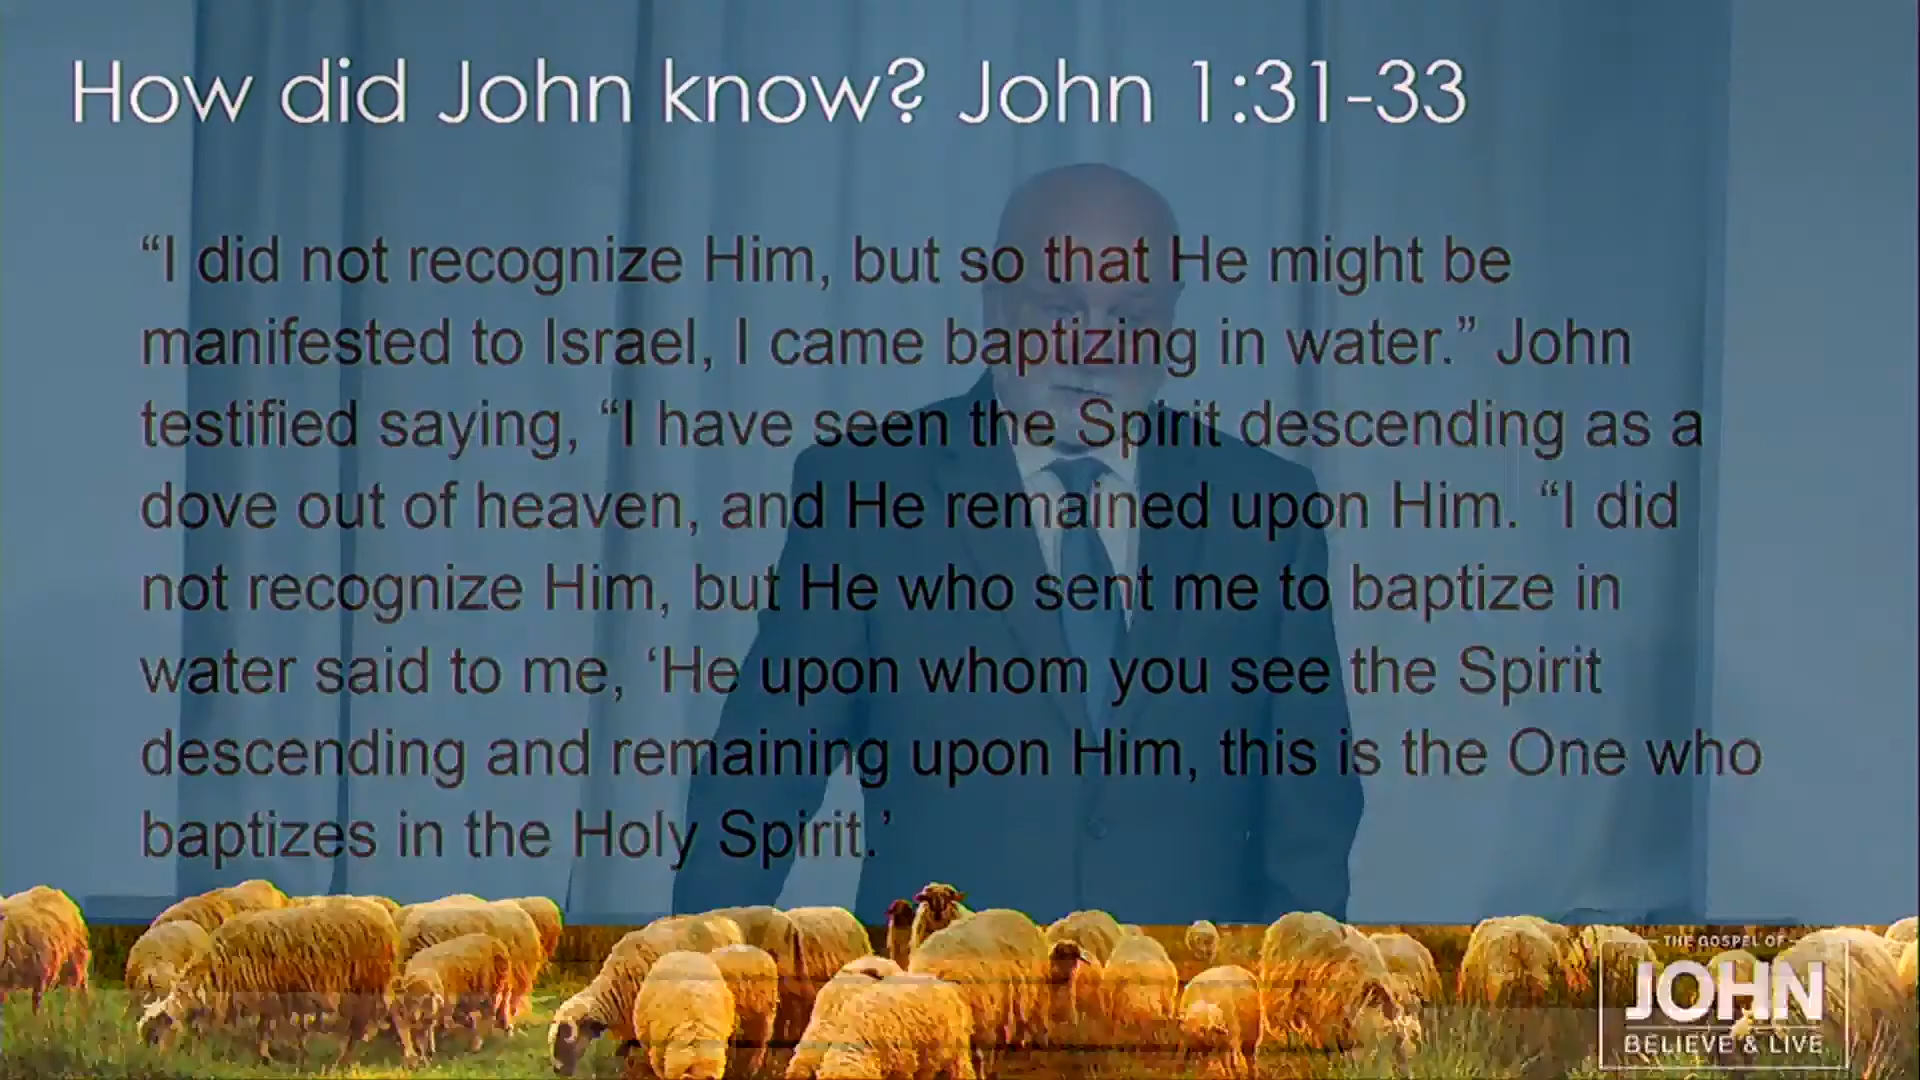 How did John know? John 1:31-33
“I did not recognize Him, but so that He might be
manifested to Israel, I came baptizing in water.” John
testified saying, “I have seen the Spirit descending as a
dove out of heaven, and He remained upon Him. “I did
not recognize Him, but He who sent me to baptize in
water said to me, ‘He upon whom you see the Spirit
descending and remaining upon Him, this is the One who
baptizes in the Holy Spirit.’
THE GOSPEL OF
JOHN
BELIEVE & LIVE